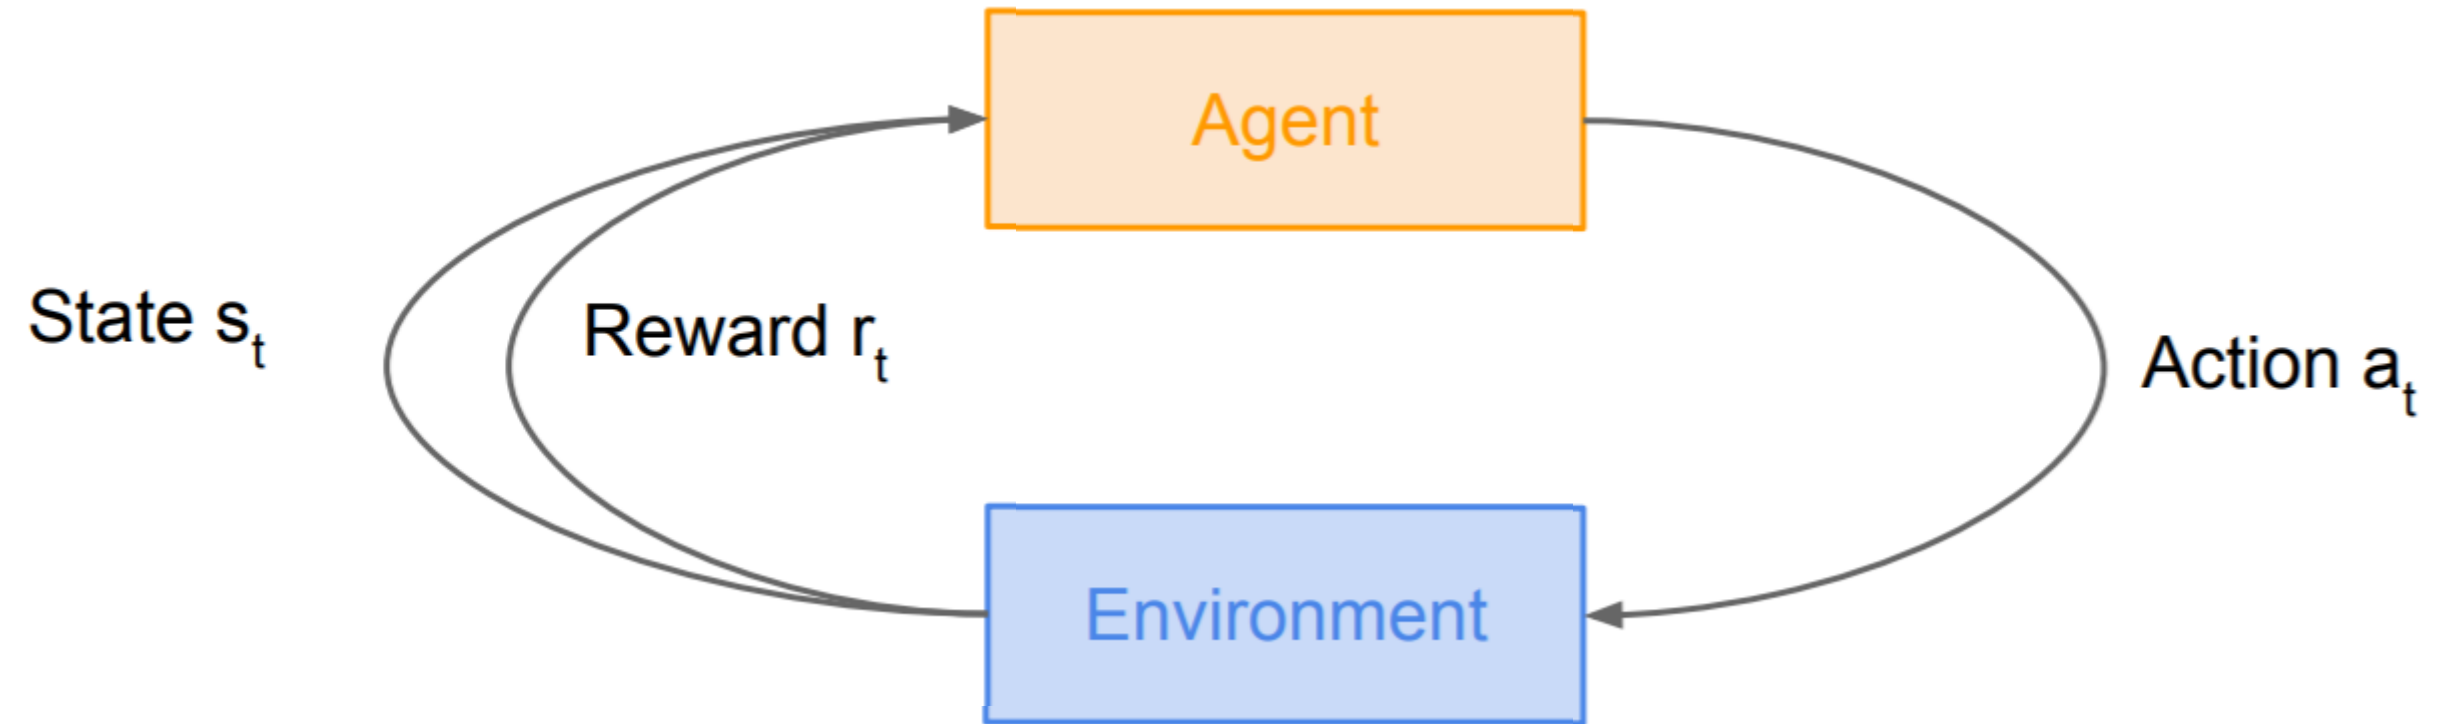 Agent
State sₜ
Reward rₜ
Action aₜ
Environment